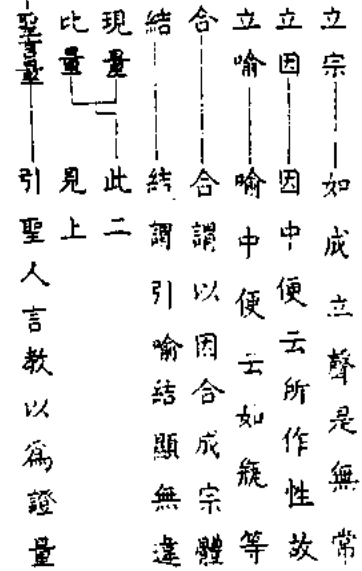 立宗——如成立聲是無常
立因——因中便云所作性故
立喻——喻中便云如瓶等
合——合謂以因合成宗體
結——結謂引喻結顯無違
現量——此二
比量——見上
聖言量——引聖人言教以為證量